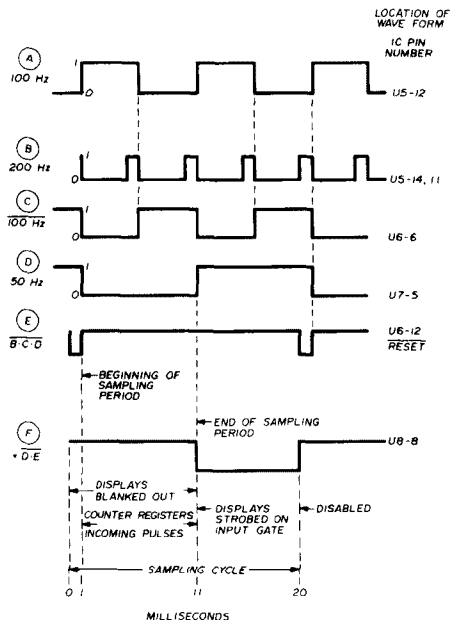 LOCATION OF
WAVE FORM
IC PIN
NUMBER
A
100 Hz
1
0
U5-12
B
200 Hz
1
0
U5-14, 11
C
100 Hz
1
0
U6-6
D
50 Hz
1
0
U7-5
E
B·C·D
U6-12
RESET
BEGINNING OF
SAMPLING
PERIOD
END OF SAMPLING
PERIOD
F
D·E
U8-8
DISPLAYS
BLANKED OUT
COUNTER REGISTERS
INCOMING PULSES
DISPLAYS
STROBED ON
INPUT GATE
DISABLED
SAMPLING CYCLE
0 1 11 20
MILLISECONDS